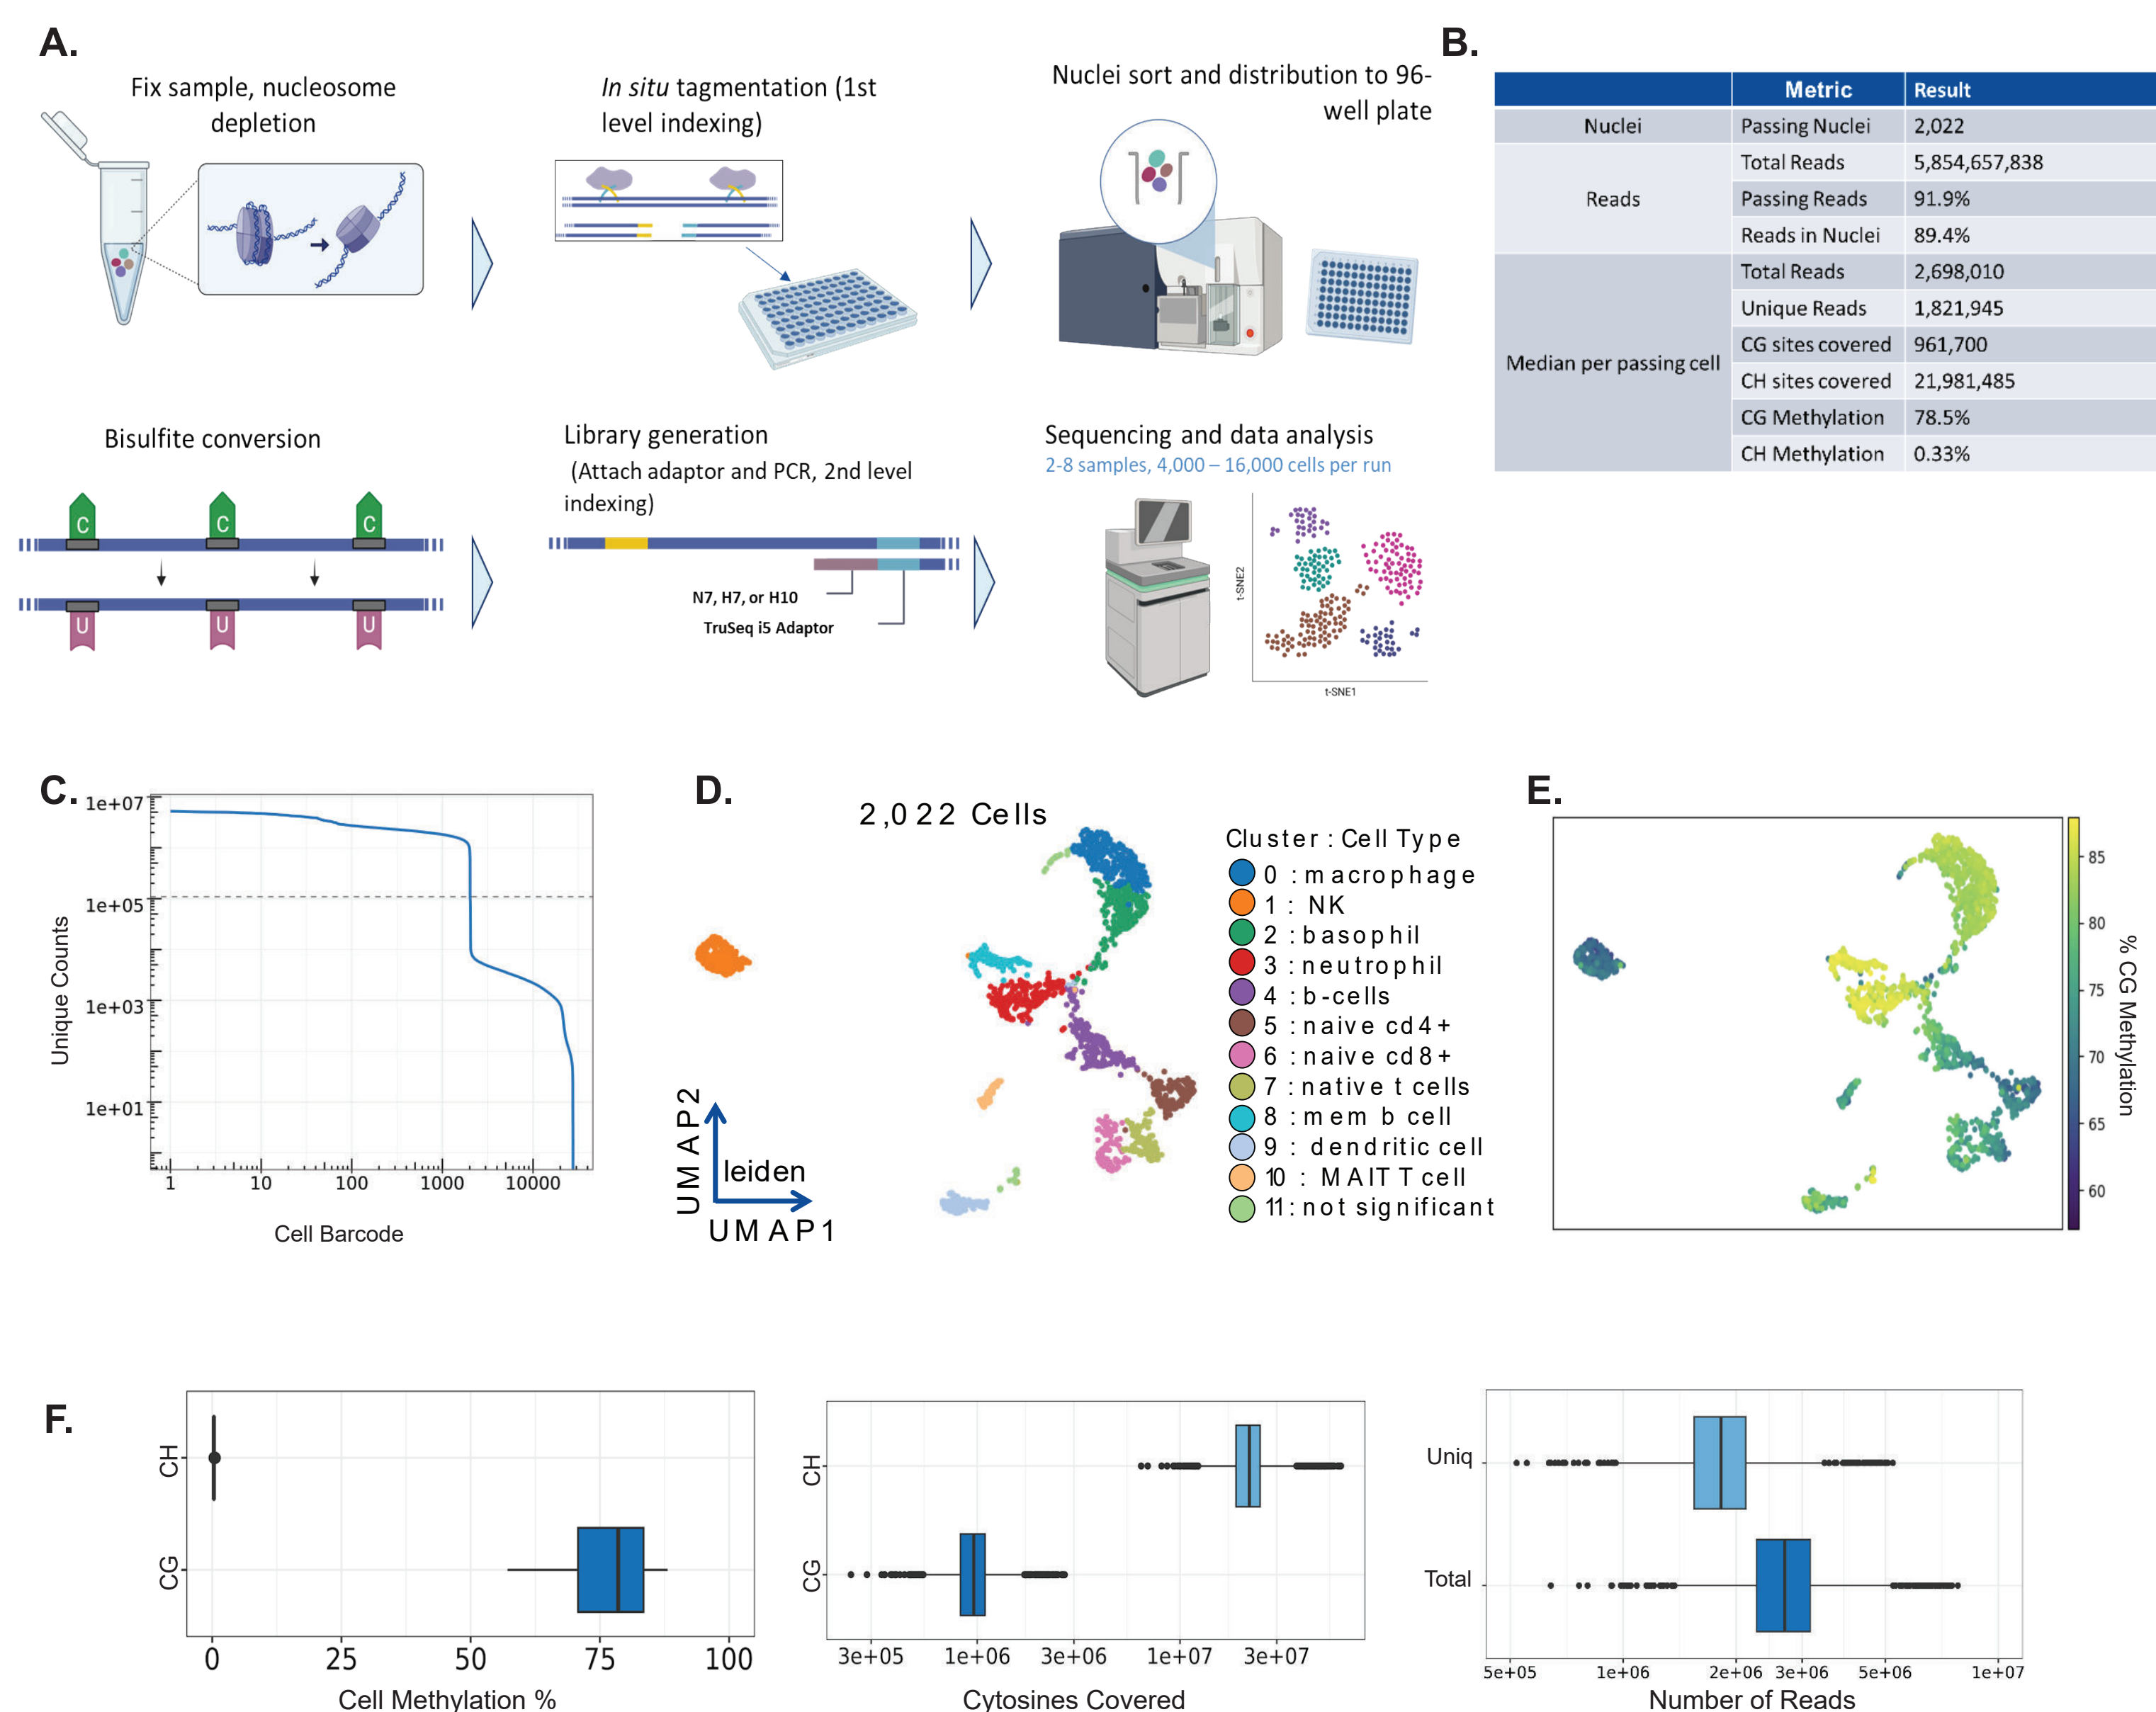 A.
Fix sample, nucleosome
depletion
In situ tagmentation (1st
level indexing)
Nuclei sort and distribution to 96-
well plate
Bisulfite conversion
C C C
U U U
Library generation
(Attach adaptor and PCR, 2nd level
indexing)
N7, H7, or H10
TruSeq i5 Adaptor
Sequencing and data analysis
2-8 samples, 4,000 – 16,000 cells per run
t-SNE2
t-SNE1
B.
Metric Result
Nuclei Passing Nuclei 2,022
Reads Total Reads 5,854,657,838
Passing Reads 91.9%
Reads in Nuclei 89.4%
Median per passing cell Total Reads 2,698,010
Unique Reads 1,821,945
CG sites covered 961,700
CH sites covered 21,981,485
CG Methylation 78.5%
CH Methylation 0.33%
C.
Unique Counts
1e+07
1e+05
1e+03
1e+01
1 10 100 1000 10000
Cell Barcode
D.
2,022 Cells
UMAP2
leiden
UMAP1
Cluster : Cell Type
0 : macrophage
1 : NK
2 : basophil
3 : neutrophil
4 : b-cells
5 : naive cd4+
6 : naive cd8+
7 : native t cells
8 : mem b cell
9 : dendritic cell
10 : MAIT T cell
11: not significant
E.
85
80
75
70
65
60
% CG Methylation
F.
CH
CG
0 25 50 75 100
Cell Methylation %
CH
CG
3e+05 1e+06 3e+06 1e+07 3e+07
Cytosines Covered
Uniq
Total
5e+05 1e+06 2e+06 3e+06 5e+06 1e+07
Number of Reads